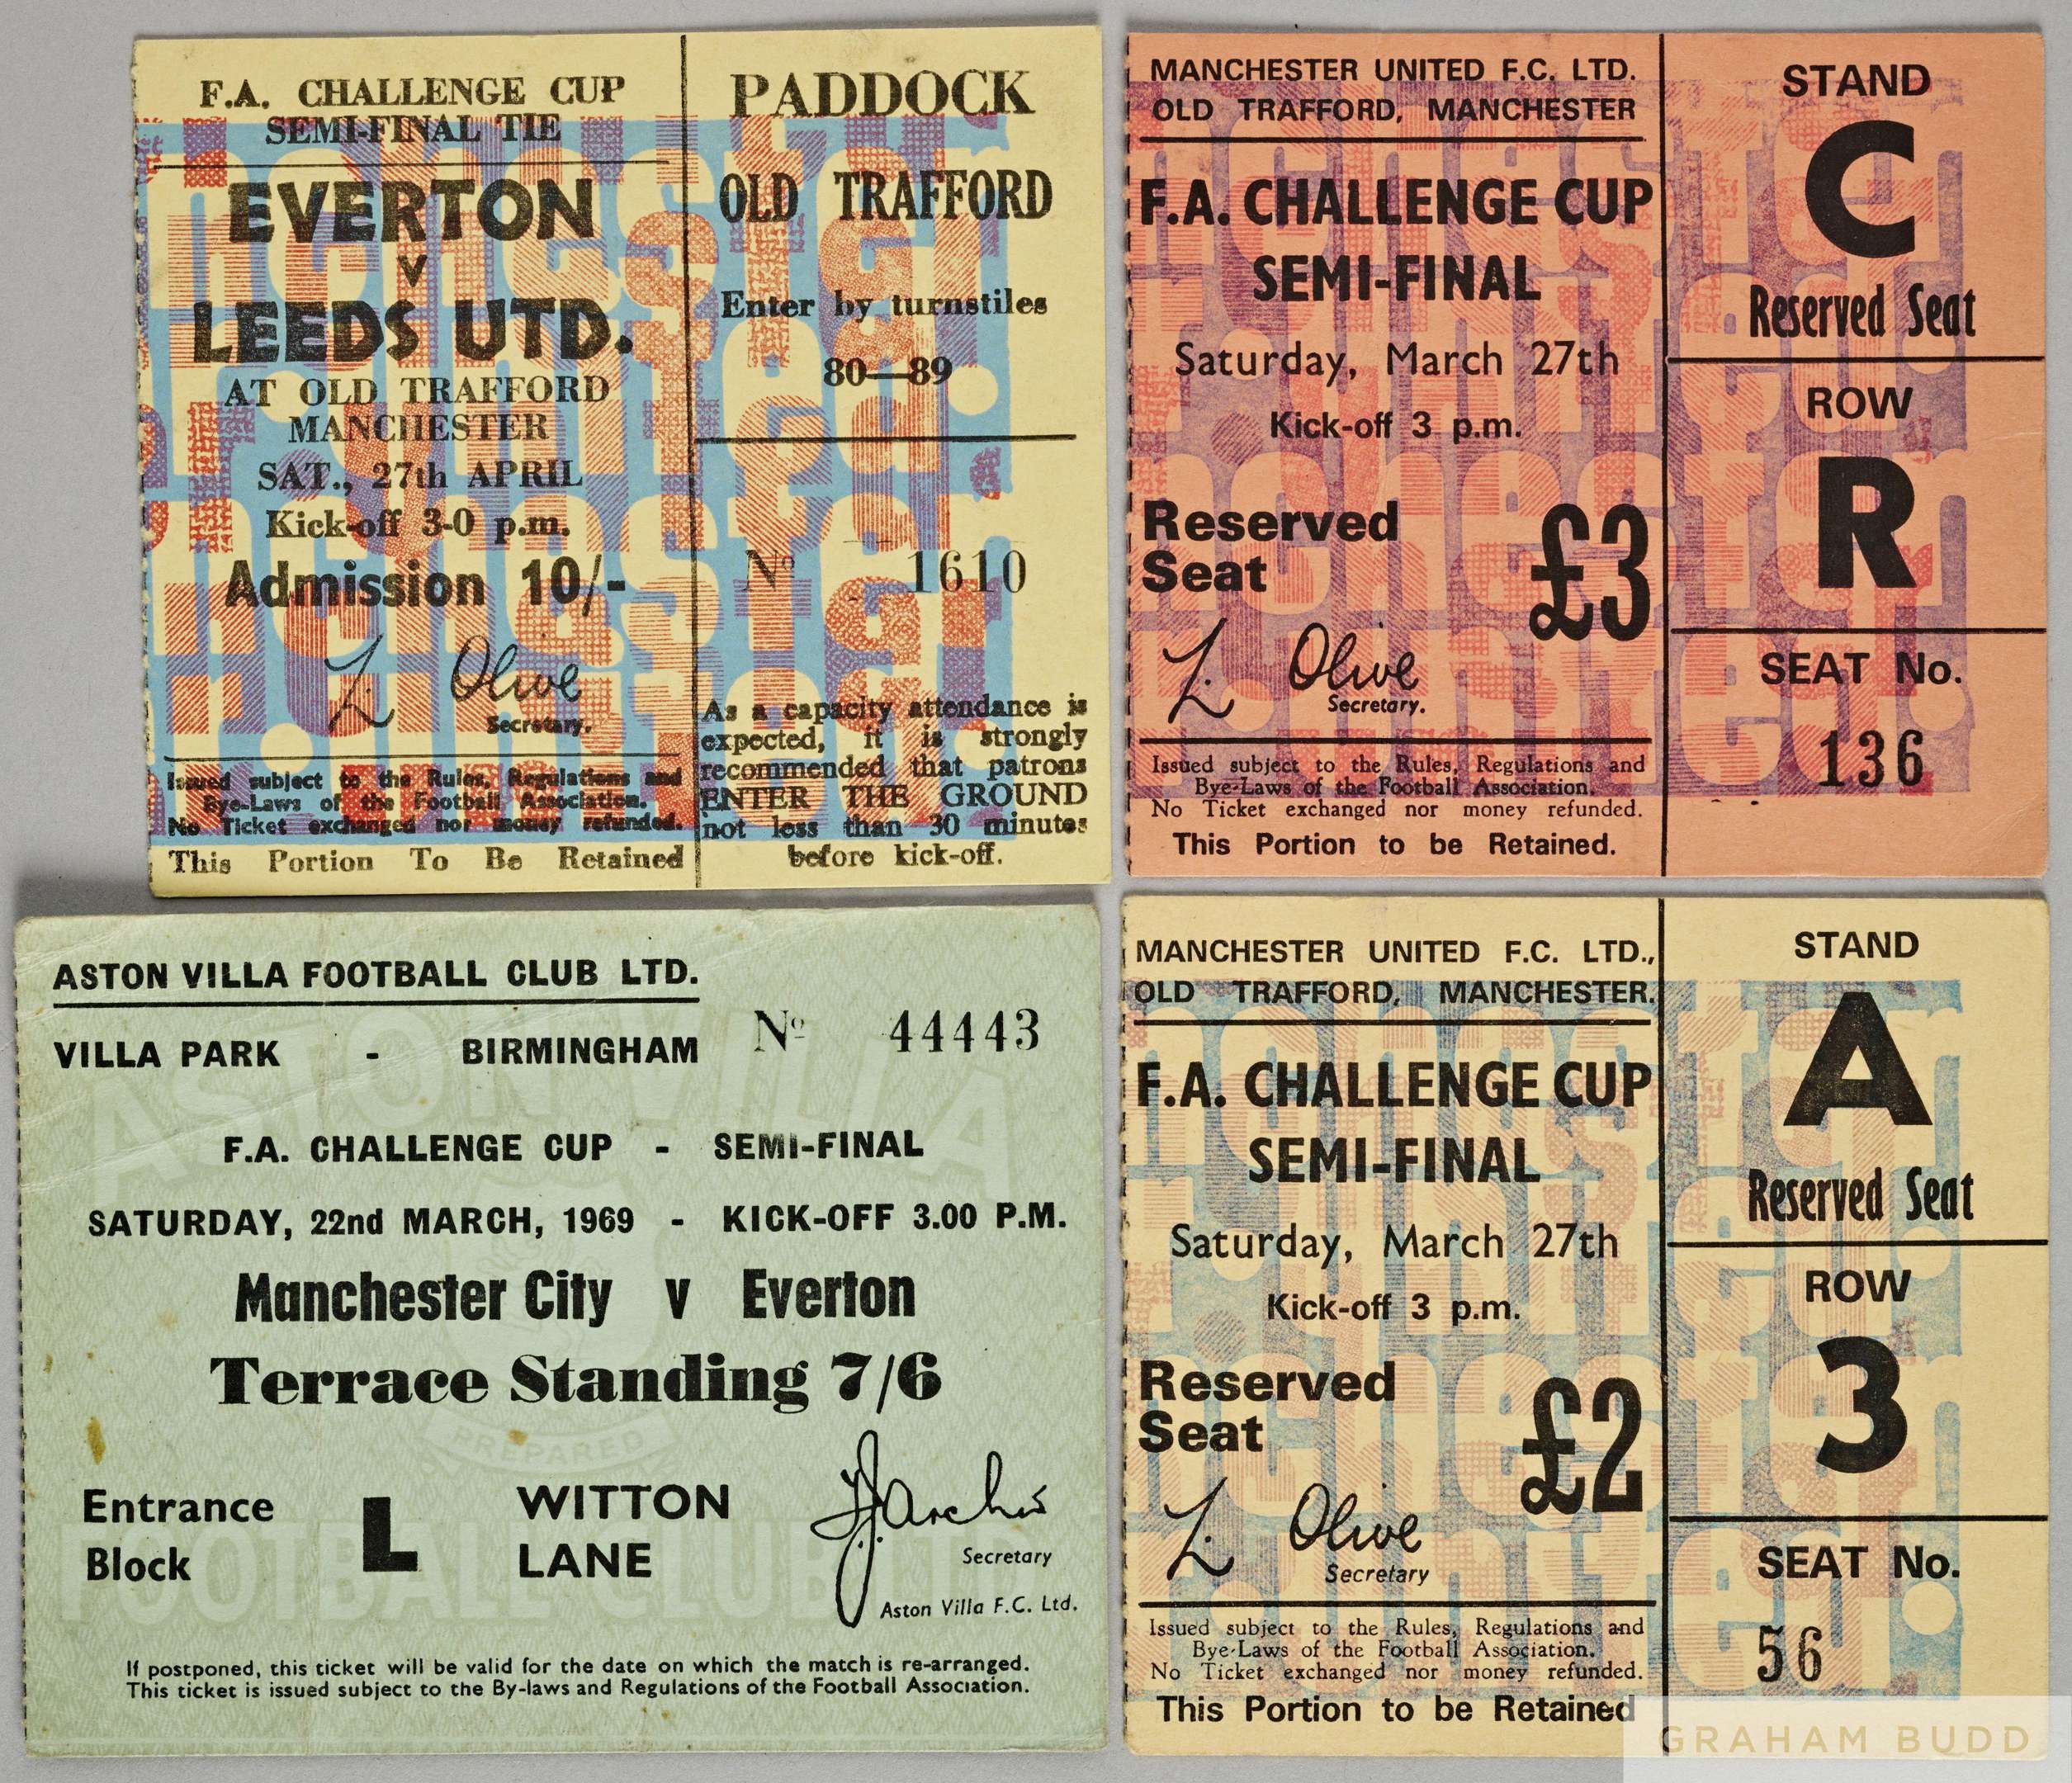 F.A. CHALLENGE CUP
SEMI-FINAL TIE
EVERTON
v
LEEDS UTD.
AT OLD TRAFFORD
MANCHESTER
SAT., 27th APRIL
Kick-off 3-0 p.m.
Admission 10/-
L. Olive
Secretary.
Issued subject to the Rules, Regulations and
Bye-Laws of the Football Association.
No Ticket exchanged nor money refunded.
This Portion To Be Retained
PADDOCK
OLD TRAFFORD
Enter by turnstiles
80—89
No 1610
As a capacity attendance is
expected, it is strongly
recommended that patrons
ENTER THE GROUND
not less than 30 minutes
before kick-off.
MANCHESTER UNITED F.C. LTD.
OLD TRAFFORD, MANCHESTER
F.A. CHALLENGE CUP
SEMI-FINAL
Saturday, March 27th
Kick-off 3 p.m.
Reserved
Seat £3
L. Olive
Secretary.
Issued subject to the Rules, Regulations and
Bye-Laws of the Football Association.
No Ticket exchanged nor money refunded.
This Portion to be Retained.
STAND
C
Reserved Seat
ROW
R
SEAT No.
136
ASTON VILLA FOOTBALL CLUB LTD.
VILLA PARK - BIRMINGHAM
No 44443
F.A. CHALLENGE CUP - SEMI-FINAL
SATURDAY, 22nd MARCH, 1969 - KICK-OFF 3.00 P.M.
Manchester City v Everton
Terrace Standing 7/6
Entrance
Block
L
WITTON
LANE
Secretary
Aston Villa F.C. Ltd.
If postponed, this ticket will be valid for the date on which the match is re-arranged.
This ticket is issued subject to the By-laws and Regulations of the Football Association.
ASTON VILLA
PREPARED
FOOTBALL CLUB LTD
MANCHESTER UNITED F.C. LTD.,
OLD TRAFFORD, MANCHESTER.
F.A. CHALLENGE CUP
SEMI-FINAL
Saturday, March 27th
Kick-off 3 p.m.
Reserved
Seat £2
L. Olive
Secretary
Issued subject to the Rules, Regulations and
Bye-Laws of the Football Association.
No Ticket exchanged nor money refunded.
This Portion to be Retained
STAND
A
Reserved Seat
ROW
3
SEAT No.
56
GRAHAM BUDD